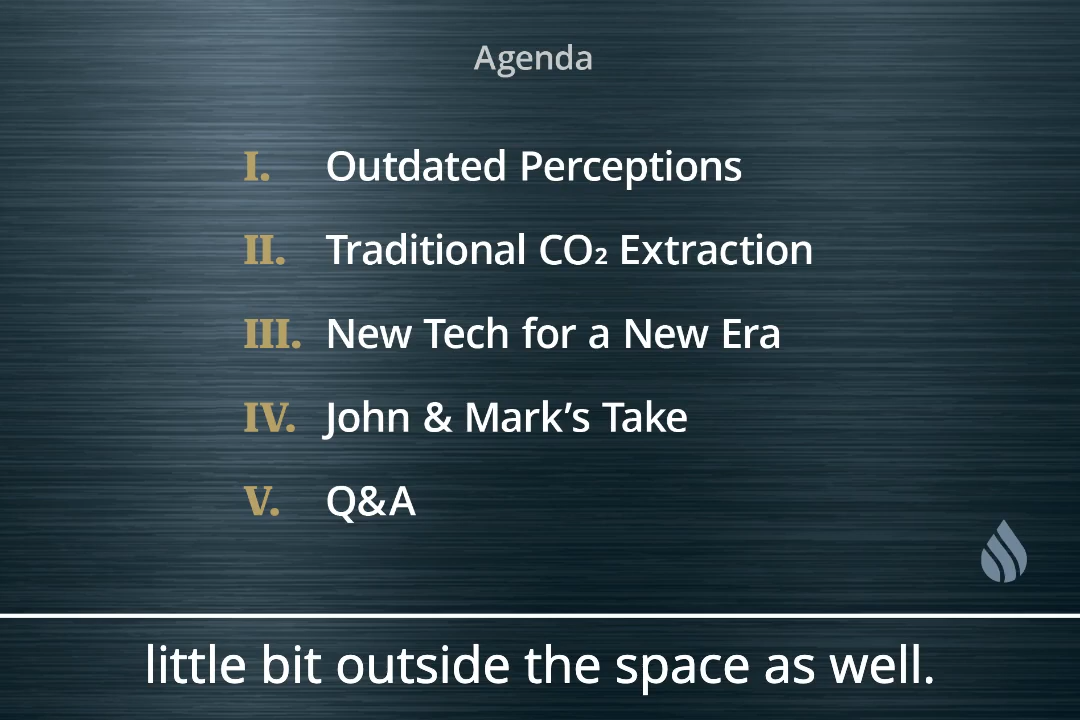 Agenda
I. Outdated Perceptions
II. Traditional CO₂ Extraction
III. New Tech for a New Era
IV. John & Mark’s Take
V. Q&A
little bit outside the space as well.